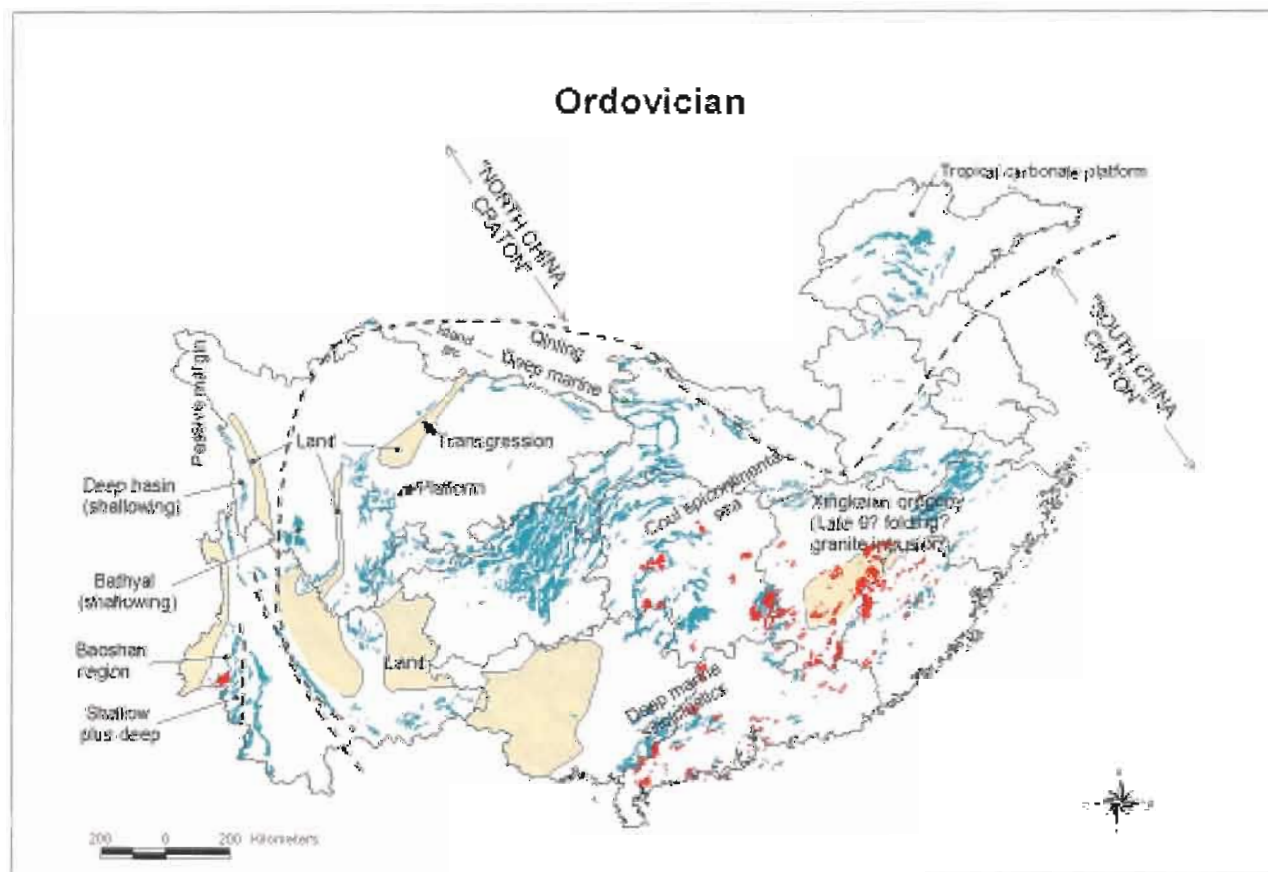 Ordovician
"NORTH CHINA
CRATON"
Tropical carbonate platform
"SOUTH CHINA
CRATON"
Passive margin
Island
arc
Qinling
Deep marine
Land
Transgression
Platform
Deep basin
(shallowing)
Cool epicontinental
sea
Xingkaian orogeny
(Late
folding?
granite intrusion
Bathyal
(shallowing)
Baoshan
region
Land
Shallow
plus deep
Deep marine
200 0 200 Kilometers